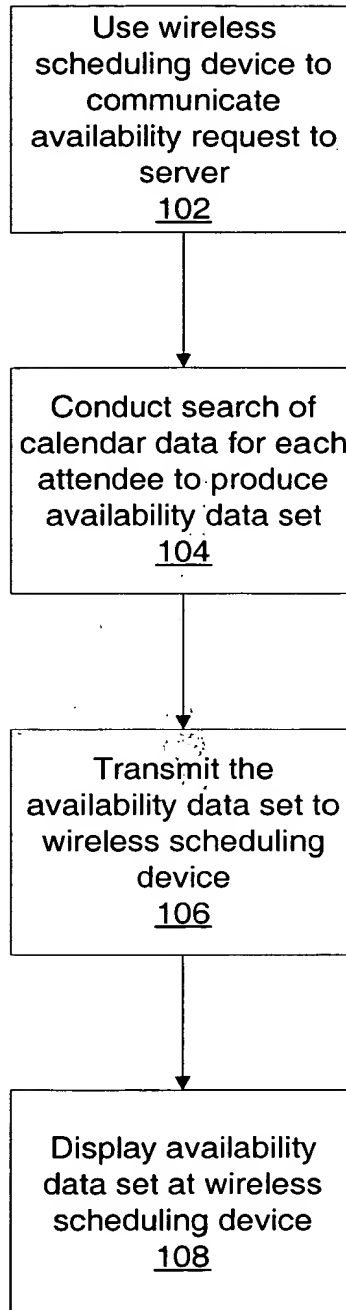 Use wireless
scheduling device to
communicate
availability request to
server
102
Conduct search of
calendar data for each
attendee to produce
availability data set
104
Transmit the
availability data set to
wireless scheduling
device
106
Display availability
data set at wireless
scheduling device
108